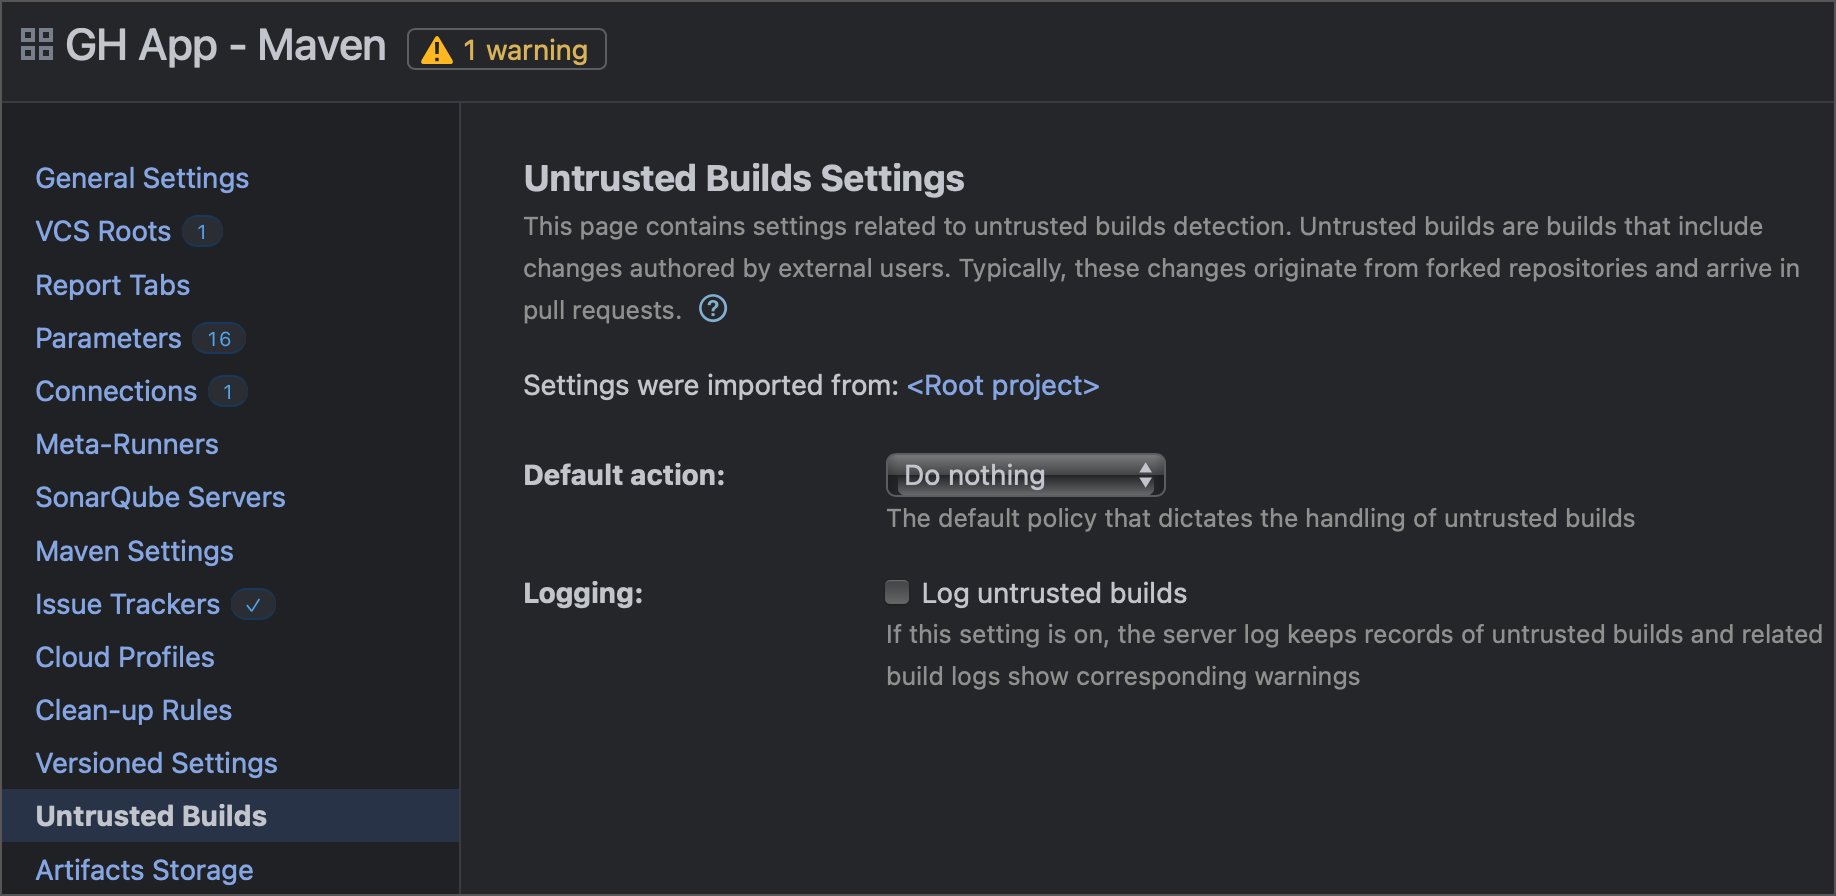 GH App - Maven
1 warning
General Settings
VCS Roots 1
Report Tabs
Parameters 16
Connections 1
Meta-Runners
SonarQube Servers
Maven Settings
Issue Trackers
Cloud Profiles
Clean-up Rules
Versioned Settings
Untrusted Builds
Artifacts Storage
Untrusted Builds Settings
This page contains settings related to untrusted builds detection. Untrusted builds are builds that include
changes authored by external users. Typically, these changes originate from forked repositories and arrive in
pull requests. ?
Settings were imported from: <Root project>
Default action: Do nothing
The default policy that dictates the handling of untrusted builds
Logging: Log untrusted builds
If this setting is on, the server log keeps records of untrusted builds and related
build logs show corresponding warnings